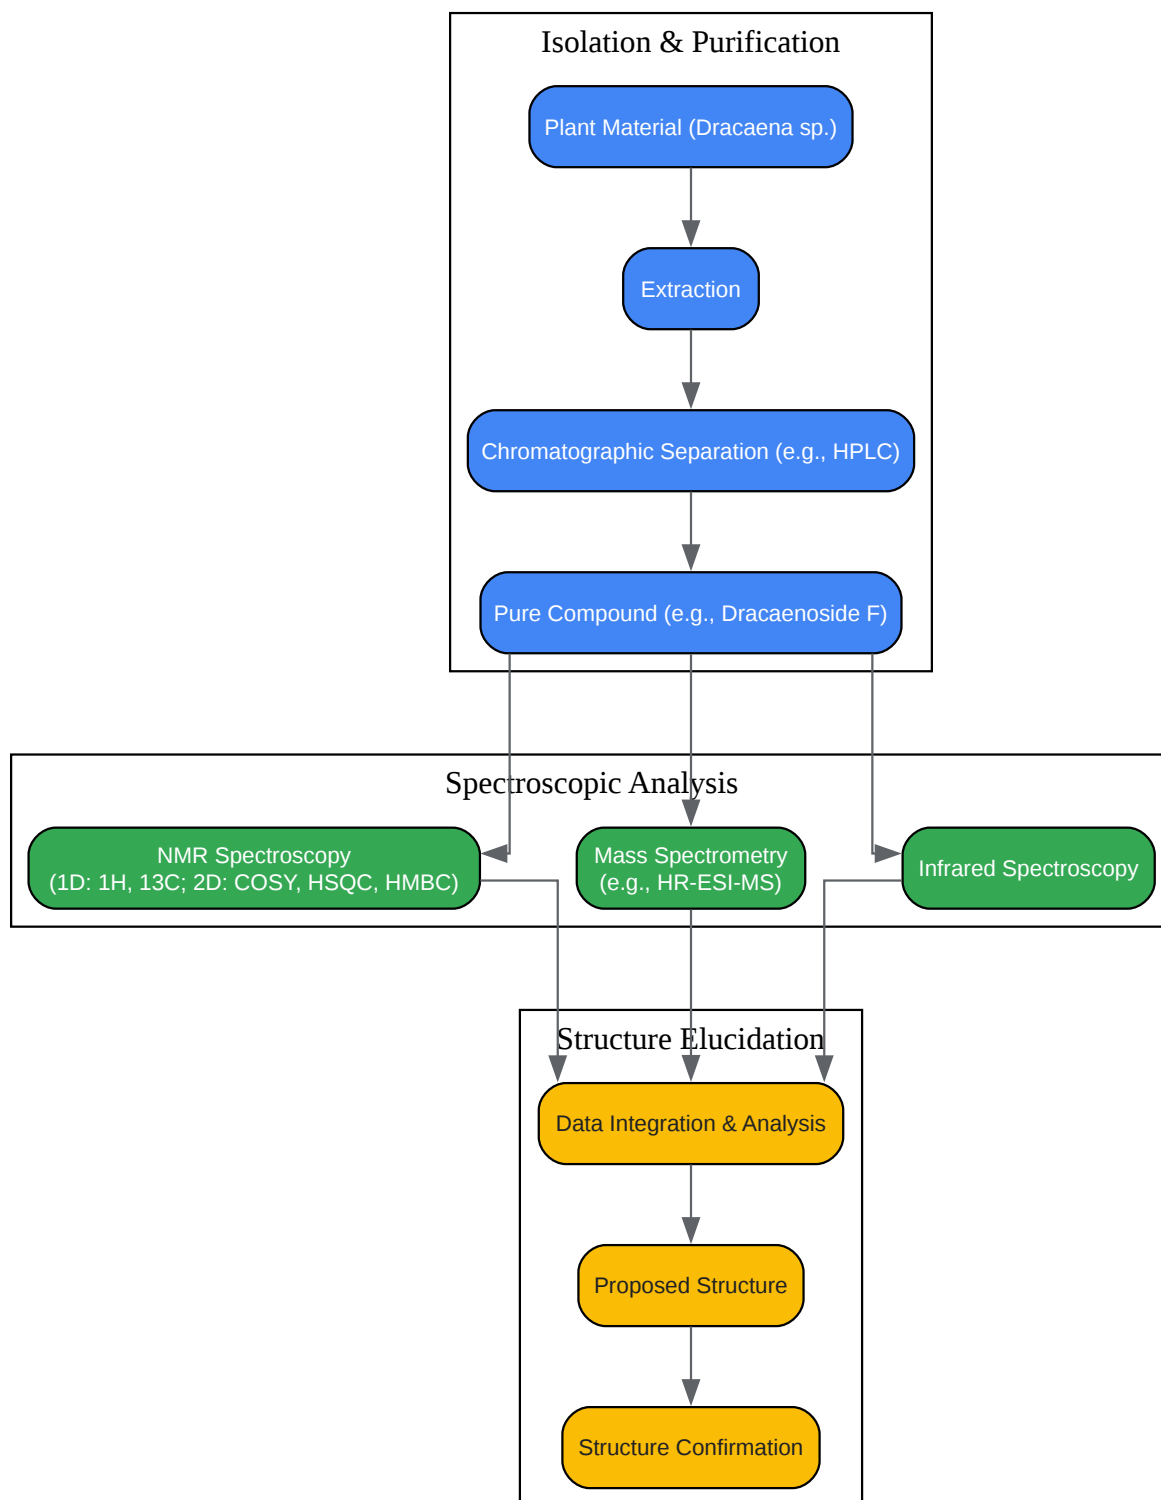 Isolation & Purification
Plant Material (Dracaena sp.)
Extraction
Chromatographic Separation (e.g., HPLC)
Pure Compound (e.g., Dracaenoside F)
Spectroscopic Analysis
NMR Spectroscopy
(1D: 1H, 13C; 2D: COSY, HSQC, HMBC)
Mass Spectrometry
(e.g., HR-ESI-MS)
Infrared Spectroscopy
Structure Elucidation
Data Integration & Analysis
Proposed Structure
Structure Confirmation